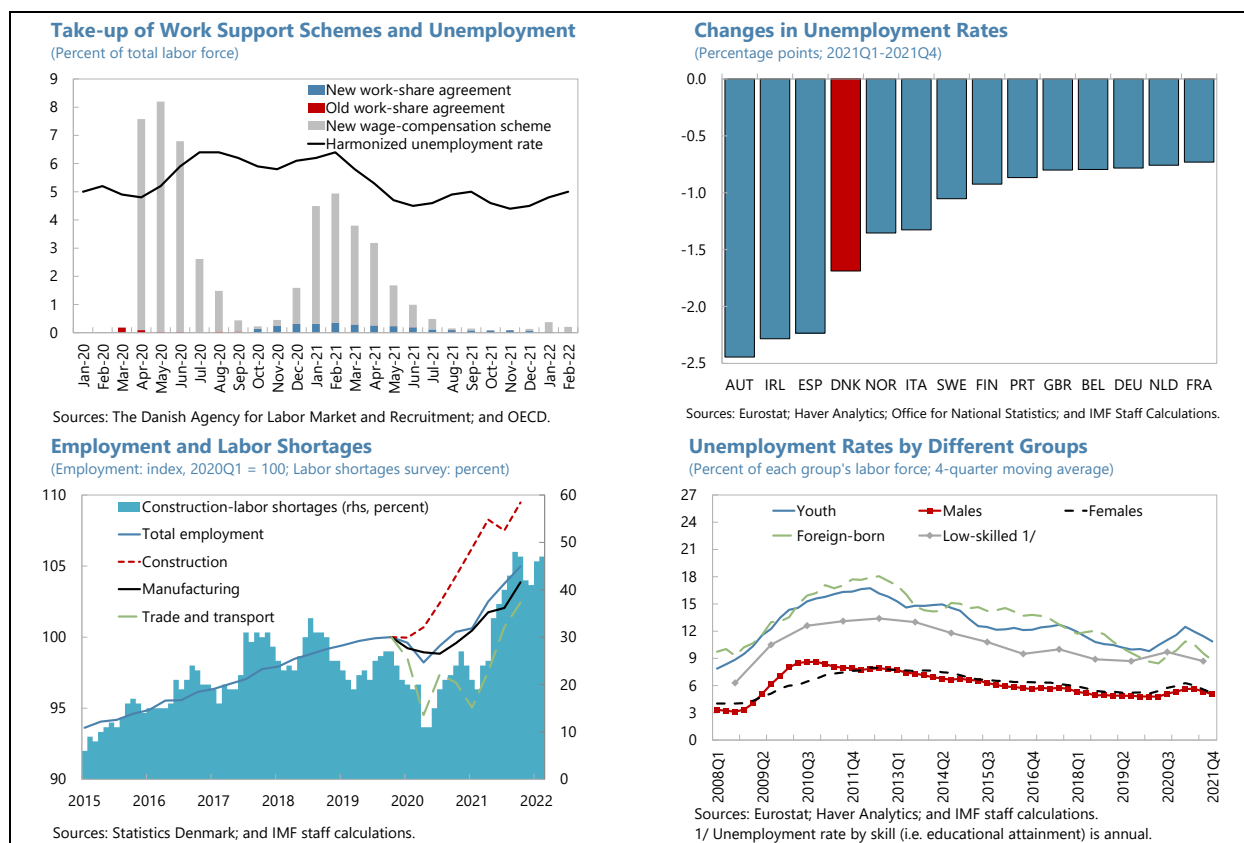 Take-up of Work Support Schemes and Unemployment
(Percent of total labor force)
9
8
7
6
5
4
3
2
1
0
New work-share agreement
Old work-share agreement
New wage-compensation scheme
Harmonized unemployment rate
Jan-20
Feb-20
Mar-20
Apr-20
May-20
Jun-20
Jul-20
Aug-20
Sep-20
Oct-20
Nov-20
Dec-20
Jan-21
Feb-21
Mar-21
Apr-21
May-21
Jun-21
Jul-21
Aug-21
Sep-21
Oct-21
Nov-21
Dec-21
Jan-22
Feb-22
Sources: The Danish Agency for Labor Market and Recruitment; and OECD.
Changes in Unemployment Rates
(Percentage points; 2021Q1-2021Q4)
0.0
-0.5
-1.0
-1.5
-2.0
-2.5
AUT IRL ESP DNK NOR ITA SWE FIN PRT GBR BEL DEU NLD FRA
Sources: Eurostat; Haver Analytics; Office for National Statistics; and IMF Staff Calculations.
Employment and Labor Shortages
(Employment: index, 2020Q1 = 100; Labor shortages survey: percent)
110
105
100
95
90
60
50
40
30
20
10
0
Construction-labor shortages (rhs, percent)
Total employment
Construction
Manufacturing
Trade and transport
2015 2016 2017 2018 2019 2020 2021 2022
Sources: Statistics Denmark; and IMF staff calculations.
Unemployment Rates by Different Groups
(Percent of each group's labor force; 4-quarter moving average)
27
24
21
18
15
12
9
6
3
0
Youth Males Females
Foreign-born Low-skilled 1/
2008Q1
2009Q2
2010Q3
2011Q4
2013Q1
2014Q2
2015Q3
2016Q4
2018Q1
2019Q2
2020Q3
2021Q4
Sources: Eurostat; Haver Analytics; and IMF staff calculations.
1/ Unemployment rate by skill (i.e. educational attainment) is annual.